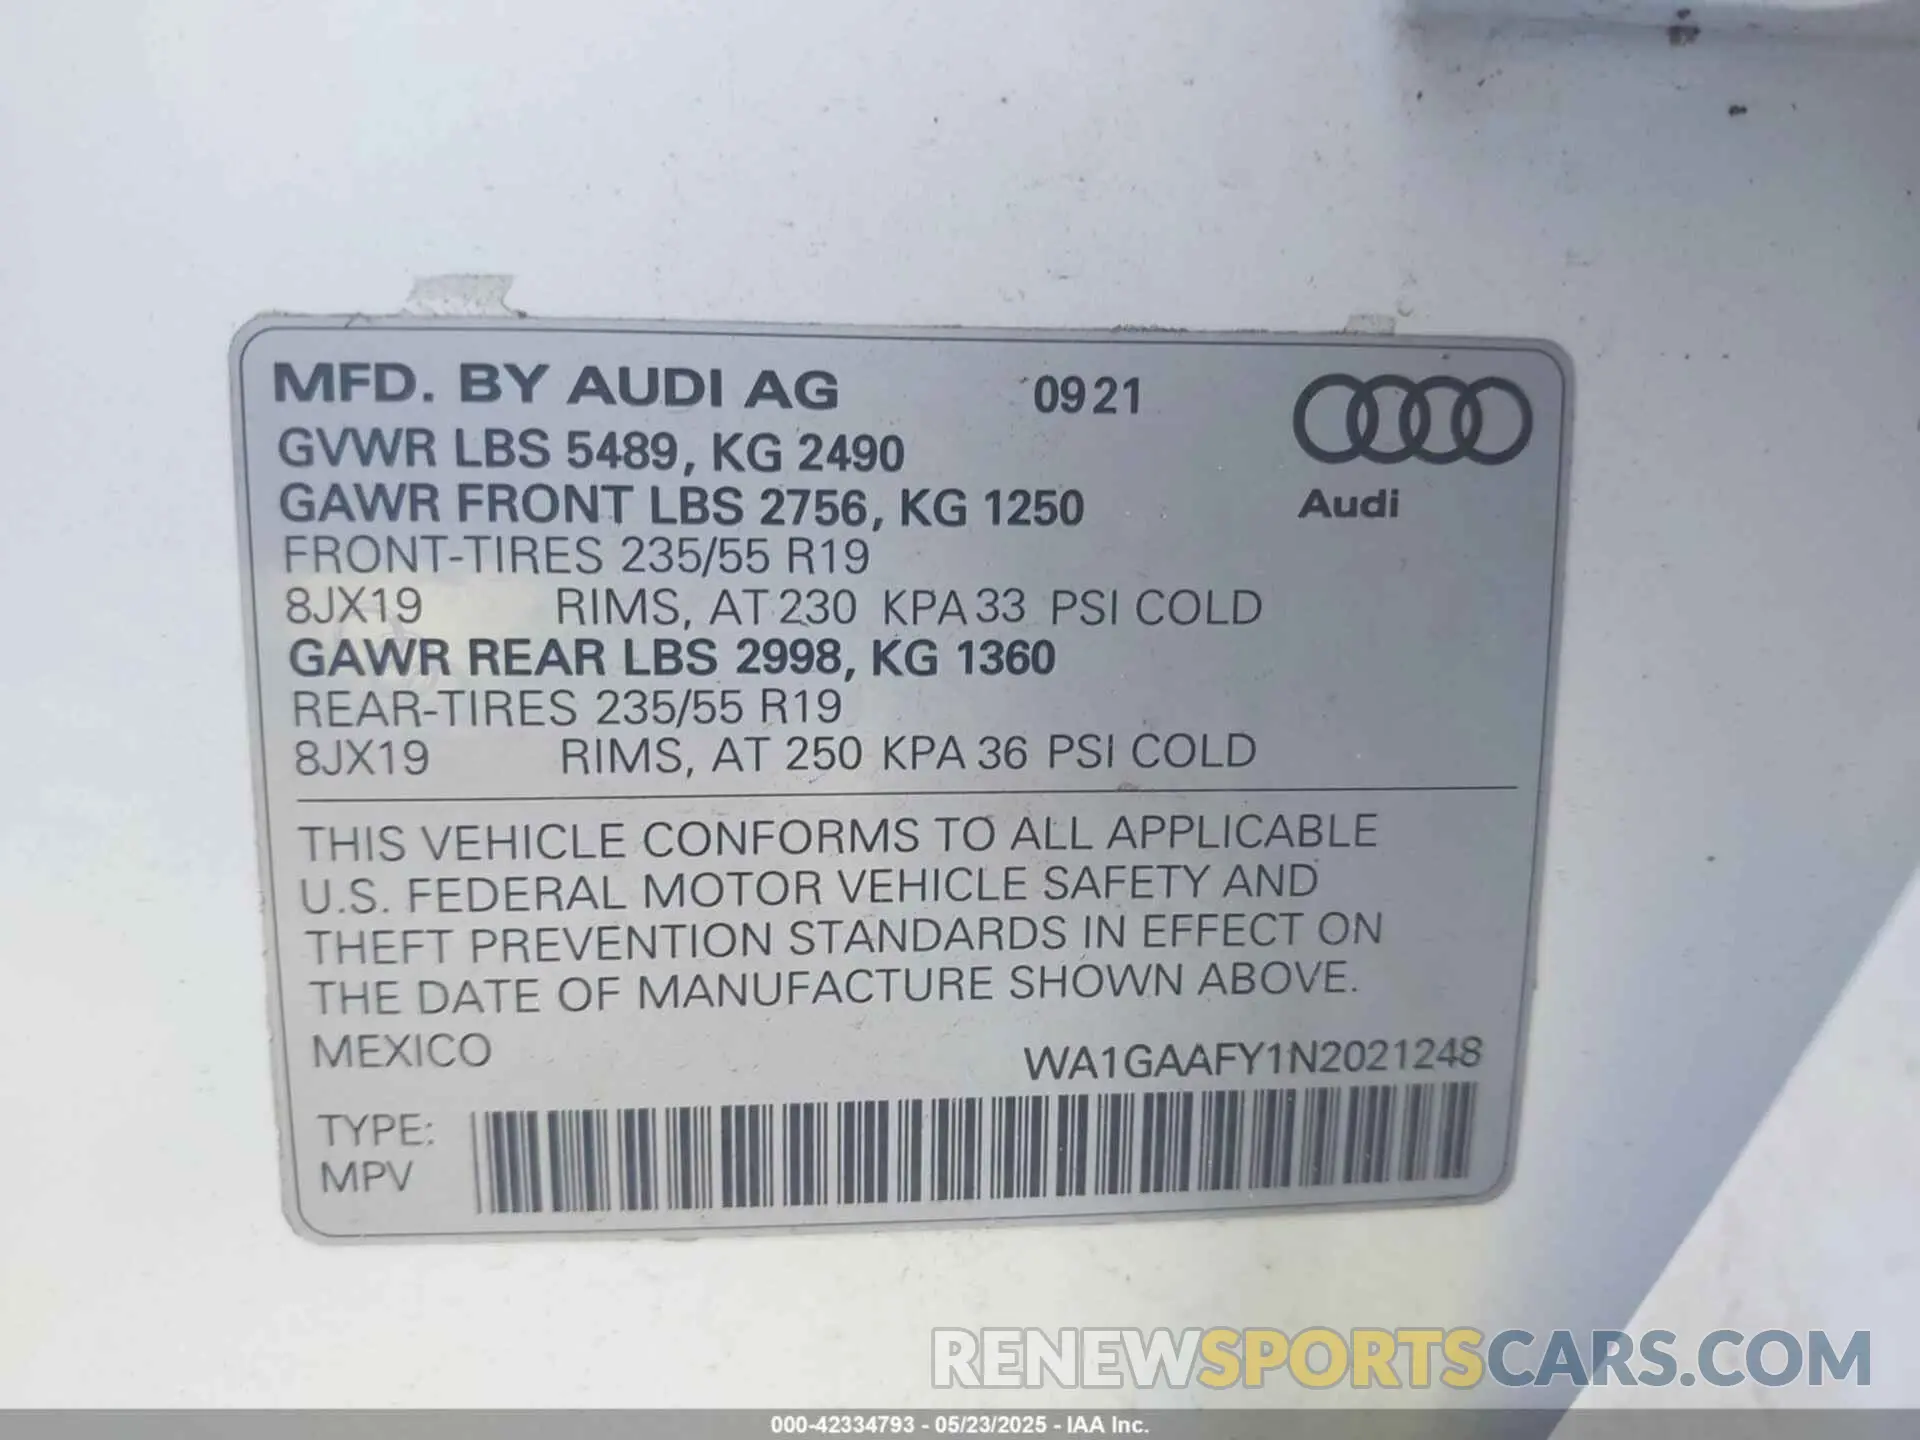 MFD. BY AUDI AG 0921
GVWR LBS 5489, KG 2490
GAWR FRONT LBS 2756, KG 1250
Audi
FRONT-TIRES 235/55 R19
8JX19 RIMS, AT 230 KPA 33 PSI COLD
GAWR REAR LBS 2998, KG 1360
REAR-TIRES 235/55 R19
8JX19 RIMS, AT 250 KPA 36 PSI COLD
THIS VEHICLE CONFORMS TO ALL APPLICABLE
U.S. FEDERAL MOTOR VEHICLE SAFETY AND
THEFT PREVENTION STANDARDS IN EFFECT ON
THE DATE OF MANUFACTURE SHOWN ABOVE.
MEXICO WA1GAAFY1N2021248
TYPE:
MPV
RENEWSPORTSCARS.COM
000-42334793 - 05/23/2025 - IAA Inc.